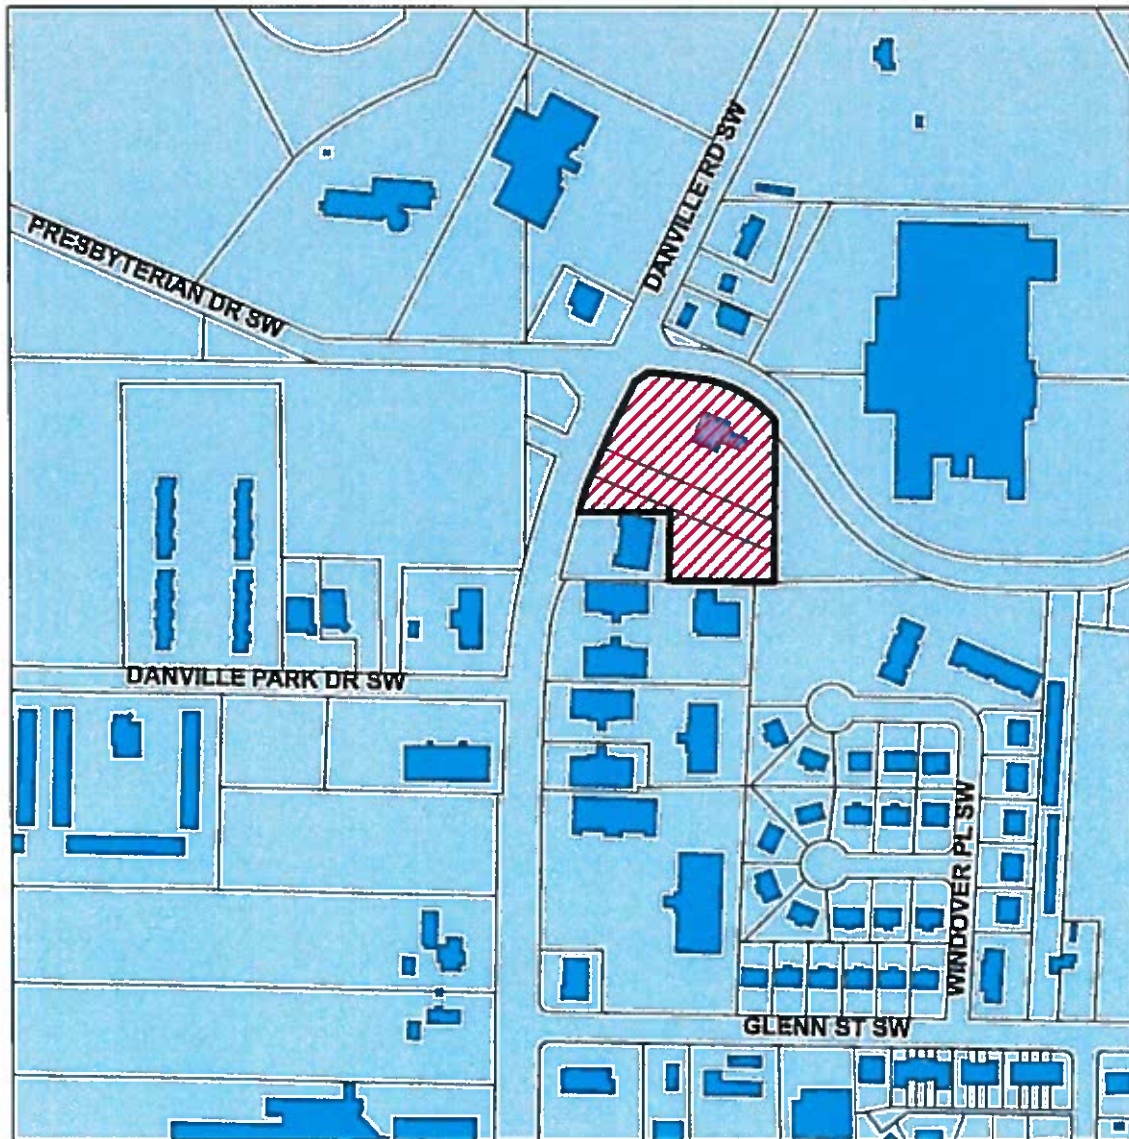 DANVILLE RD SW
PRESBYTERIAN DR SW
DANVILLE PARK DR SW
WINDOVER PL SW
GLENN ST SW